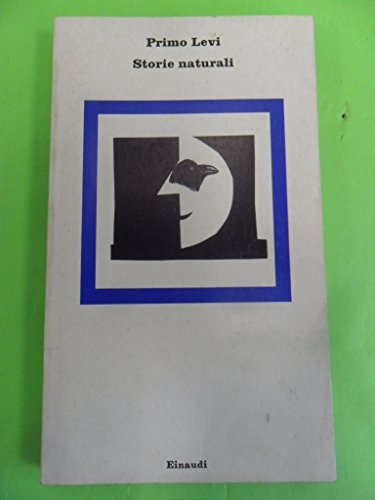 Primo Levi
Storie naturali
Einaudi